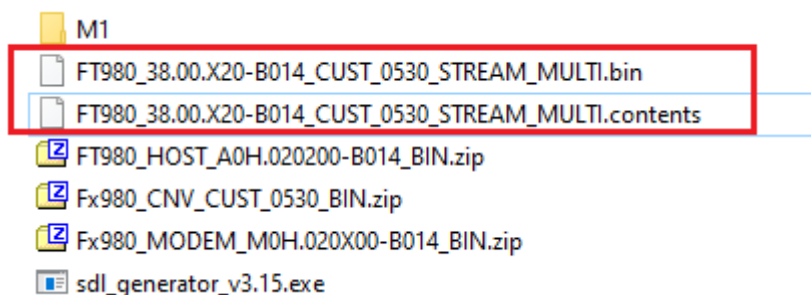 M1
FT980_38.00.X20-B014_CUST_0530_STREAM_MULTI.bin
FT980_38.00.X20-B014_CUST_0530_STREAM_MULTI.contents
FT980_HOST_A0H.020200-B014_BIN.zip
Fx980_CNV_CUST_0530_BIN.zip
Fx980_MODEM_M0H.020X00-B014_BIN.zip
sdl_generator_v3.15.exe